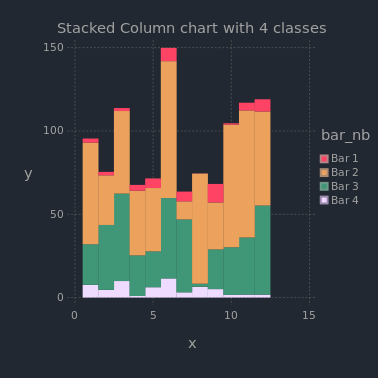 Stacked Column chart with 4 classes
150
100
50
0
y
0
5
10
15
x
bar_nb
Bar 1
Bar 2
Bar 3
Bar 4